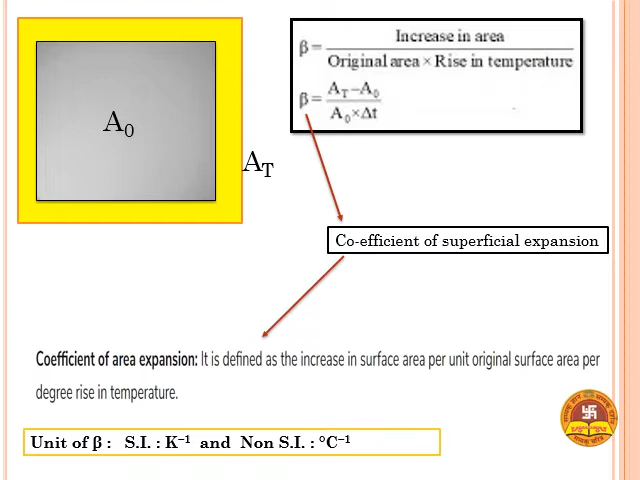 A₀
A_T
β = Increase in area / Original area × Rise in temperature
β = A_T – A₀ / A₀ × Δt
Co-efficient of superficial expansion
Coefficient of area expansion: It is defined as the increase in surface area per unit original surface area per
degree rise in temperature.
Unit of β : S.I. : K⁻¹ and Non S.I. : °C⁻¹